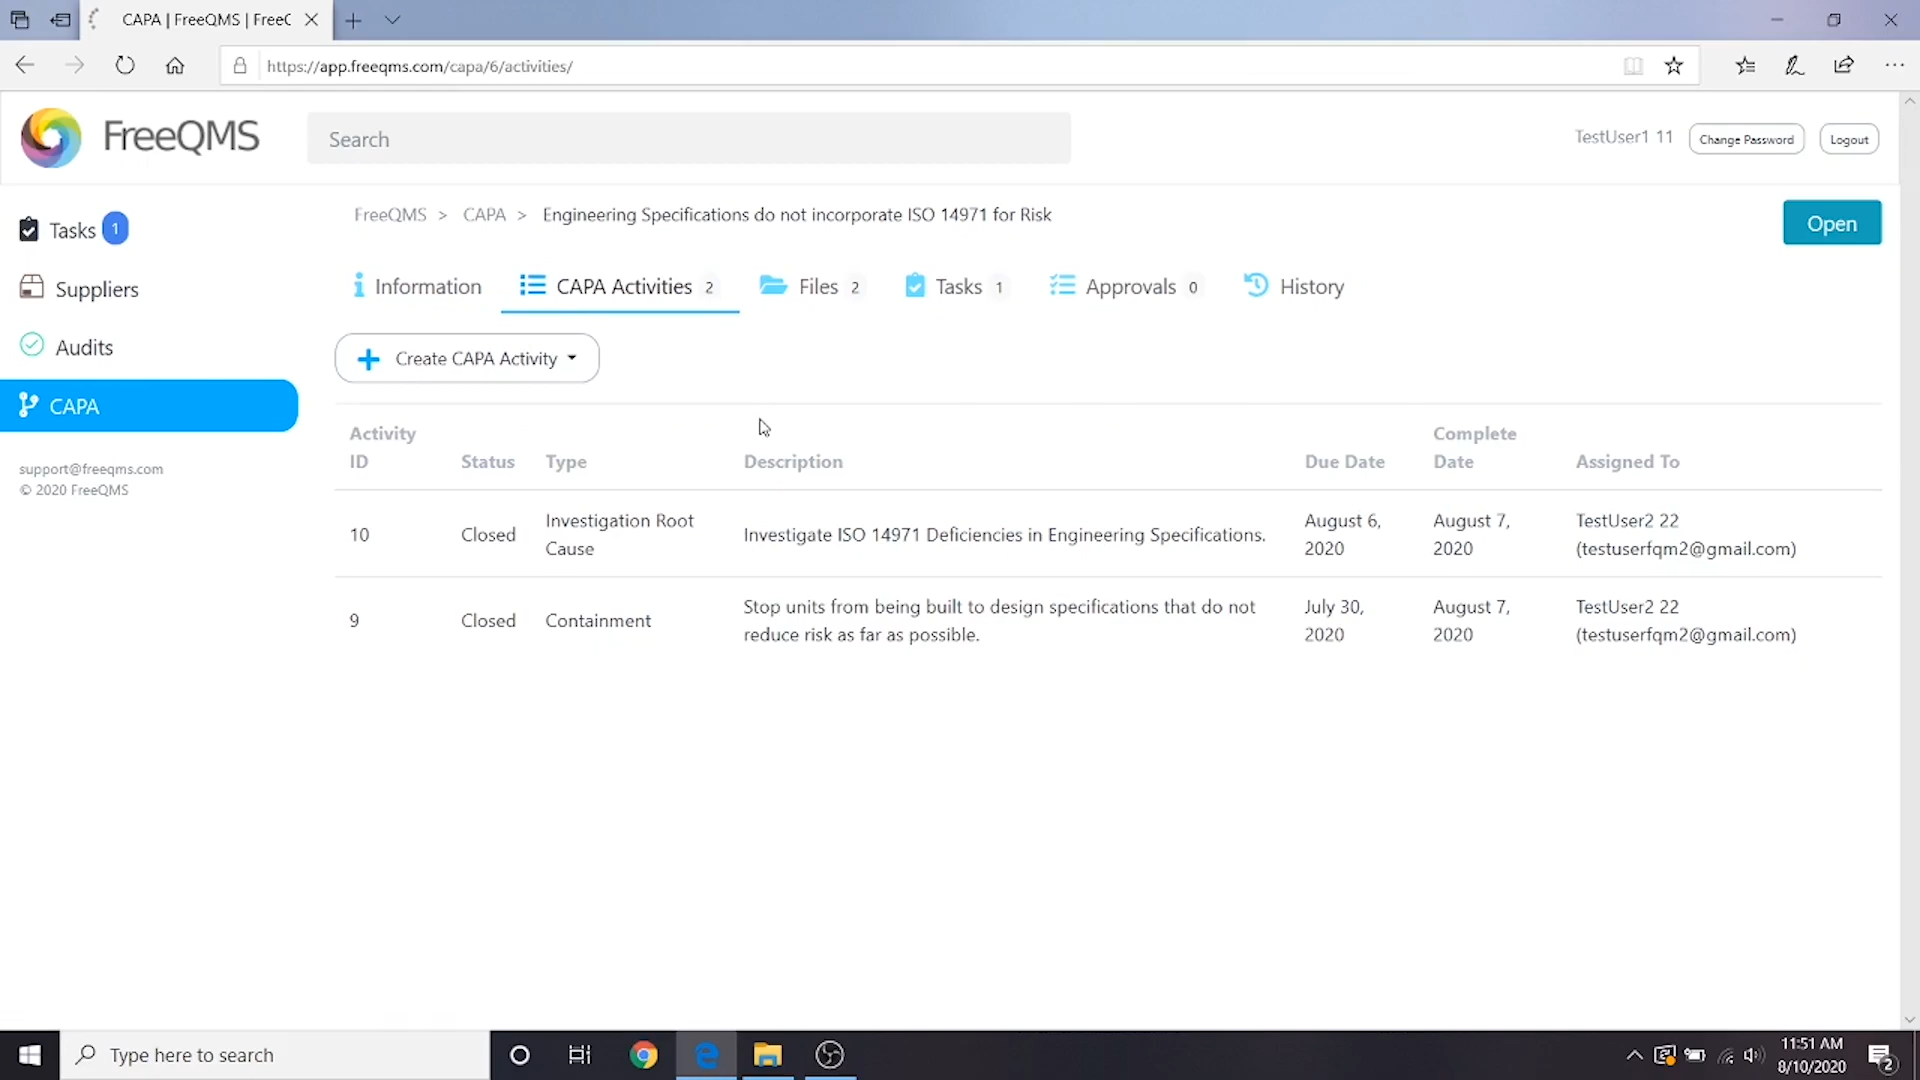 CAPA | FreeQMS | FreeC
https://app.freeqms.com/capa/6/activities/
FreeQMS
Search
TestUser1 11
Change Password
Logout
Tasks 1
Suppliers
Audits
CAPA
support@freeqms.com
© 2020 FreeQMS
FreeQMS > CAPA > Engineering Specifications do not incorporate ISO 14971 for Risk
Open
Information
CAPA Activities 2
Files 2
Tasks 1
Approvals 0
History
Create CAPA Activity
Activity
ID
Status
Type
Description
Due Date
Complete
Date
Assigned To
10
Closed
Investigation Root
Cause
Investigate ISO 14971 Deficiencies in Engineering Specifications.
August 6,
2020
August 7,
2020
TestUser2 22
(testuserfqm2@gmail.com)
9
Closed
Containment
Stop units from being built to design specifications that do not
reduce risk as far as possible.
July 30,
2020
August 7,
2020
TestUser2 22
(testuserfqm2@gmail.com)
Type here to search
11:51 AM
8/10/2020
2